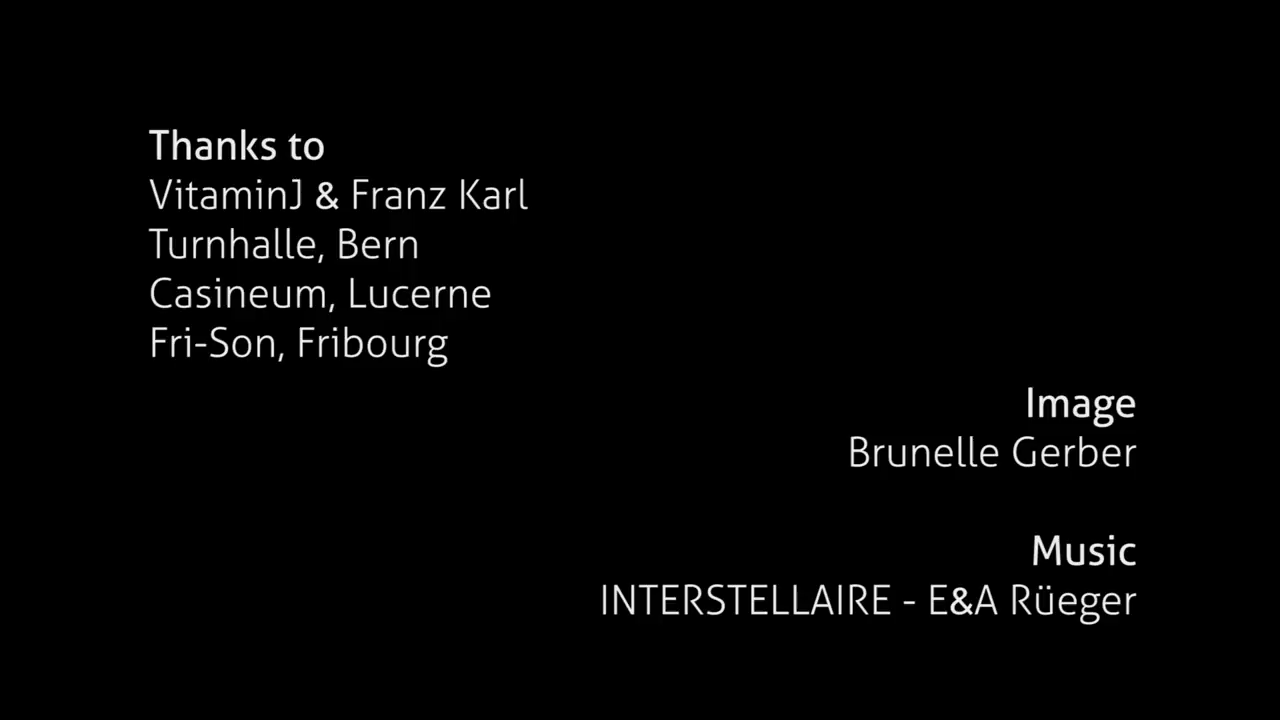 Thanks to
VitaminJ & Franz Karl
Turnhalle, Bern
Casineum, Lucerne
Fri-Son, Fribourg
Image
Brunelle Gerber
Music
INTERSTELLAIRE - E&A Rüeger